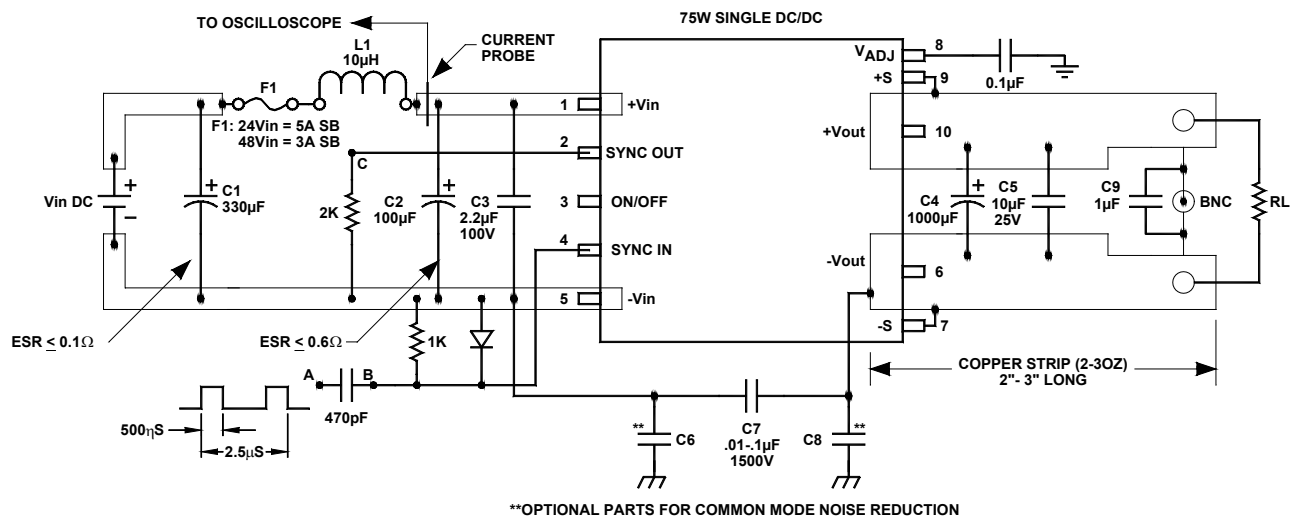 75W SINGLE DC/DC
TO OSCILLOSCOPE
CURRENT
PROBE
L1
10µH
F1
F1: 24Vin = 5A SB
48Vin = 3A SB
VADJ
8
0.1µF
+S
9
1
+Vin
2
SYNC OUT
C
+Vout
10
Vin DC
+
−
+
C1
330µF
2K
+
C2
100µF
C3
2.2µF
100V
3
ON/OFF
4
SYNC IN
+
C4
1000µF
C5
10µF
25V
C9
1µF
BNC
RL
-Vout
6
5
-Vin
-S
7
ESR ≤ 0.1Ω
ESR ≤ 0.6Ω
1K
A
B
470pF
500ηS
2.5µS
COPPER STRIP (2-3OZ)
2"- 3" LONG
**
C6
C7
.01-.1µF
1500V
C8
**
**OPTIONAL PARTS FOR COMMON MODE NOISE REDUCTION